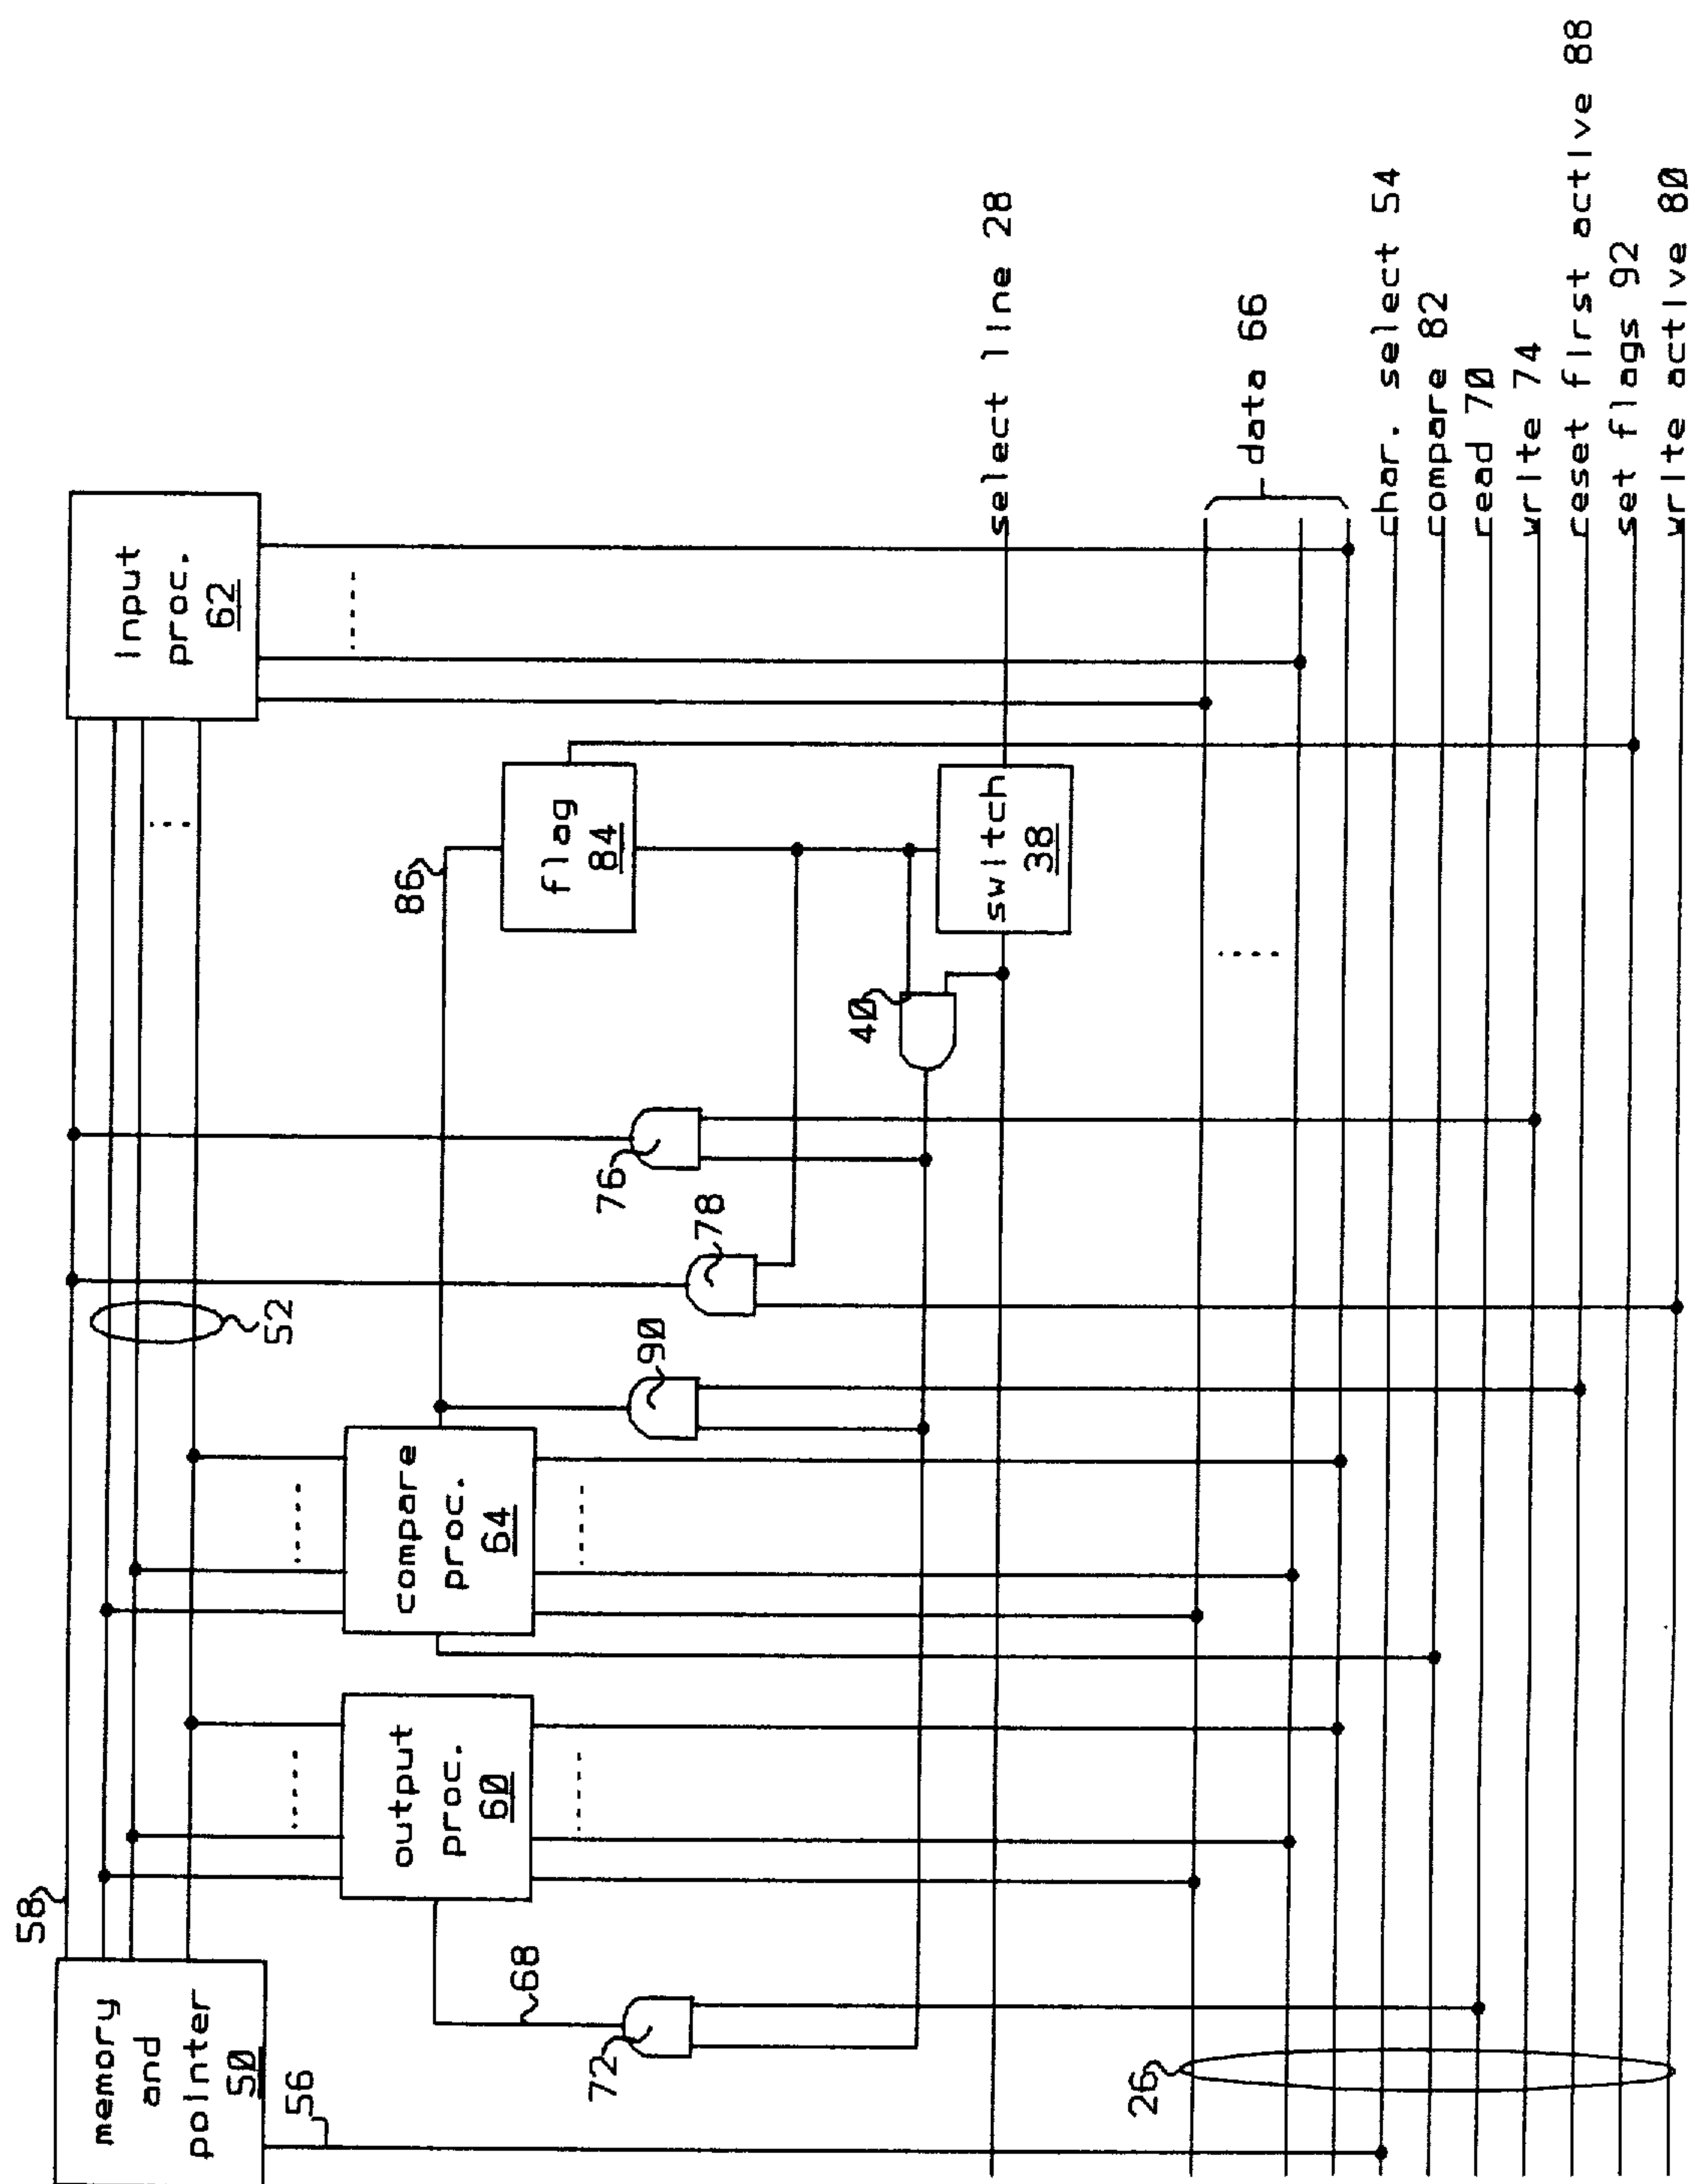 58
memory
and
pointer
50
56
68
72
output
proc.
60
compare
proc.
64
52
90
78
76
86
40
flag
84
switch
38
Input
proc.
62
26
select line 28
data 66
char. select 54
compare 82
read 70
write 74
reset first active 88
set flags 92
write active 80